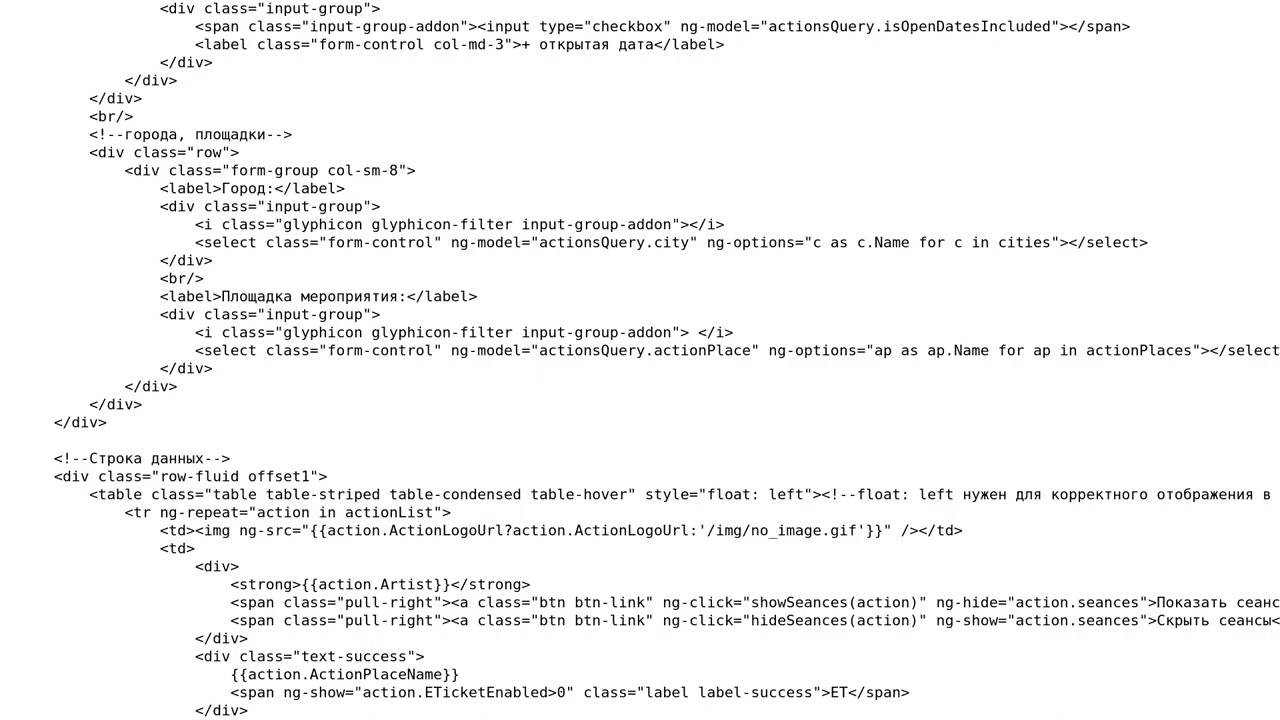 <div class="input-group">
<span class="input-group-addon"><input type="checkbox" ng-model="actionsQuery.isOpenDatesIncluded"></span>
<label class="form-control col-md-3">+ открытая дата</label>
</div>
</div>
</div>
<br/>
<!--города, площадки-->
<div class="row">
<div class="form-group col-sm-8">
<label>Город:</label>
<div class="input-group">
<i class="glyphicon glyphicon-filter input-group-addon"></i>
<select class="form-control" ng-model="actionsQuery.city" ng-options="c as c.Name for c in cities"></select>
</div>
<br/>
<label>Площадка мероприятия:</label>
<div class="input-group">
<i class="glyphicon glyphicon-filter input-group-addon"> </i>
<select class="form-control" ng-model="actionsQuery.actionPlace" ng-options="ap as ap.Name for ap in actionPlaces"></select
</div>
</div>
</div>
</div>
<!--Строка данных-->
<div class="row-fluid offset1">
<table class="table table-striped table-condensed table-hover" style="float: left"><!--float: left нужен для корректного отображения в
<tr ng-repeat="action in actionList">
<td><img ng-src="{{action.ActionLogoUrl?action.ActionLogoUrl:'/img/no_image.gif'}}" /></td>
<td>
<div>
<strong>{{action.Artist}}</strong>
<span class="pull-right"><a class="btn btn-link" ng-click="showSeances(action)" ng-hide="action.seances">Показать сеанс
<span class="pull-right"><a class="btn btn-link" ng-click="hideSeances(action)" ng-show="action.seances">Скрыть сеансы<
</div>
<div class="text-success">
{{action.ActionPlaceName}}
<span ng-show="action.ETicketEnabled>0" class="label label-success">ET</span>
</div>